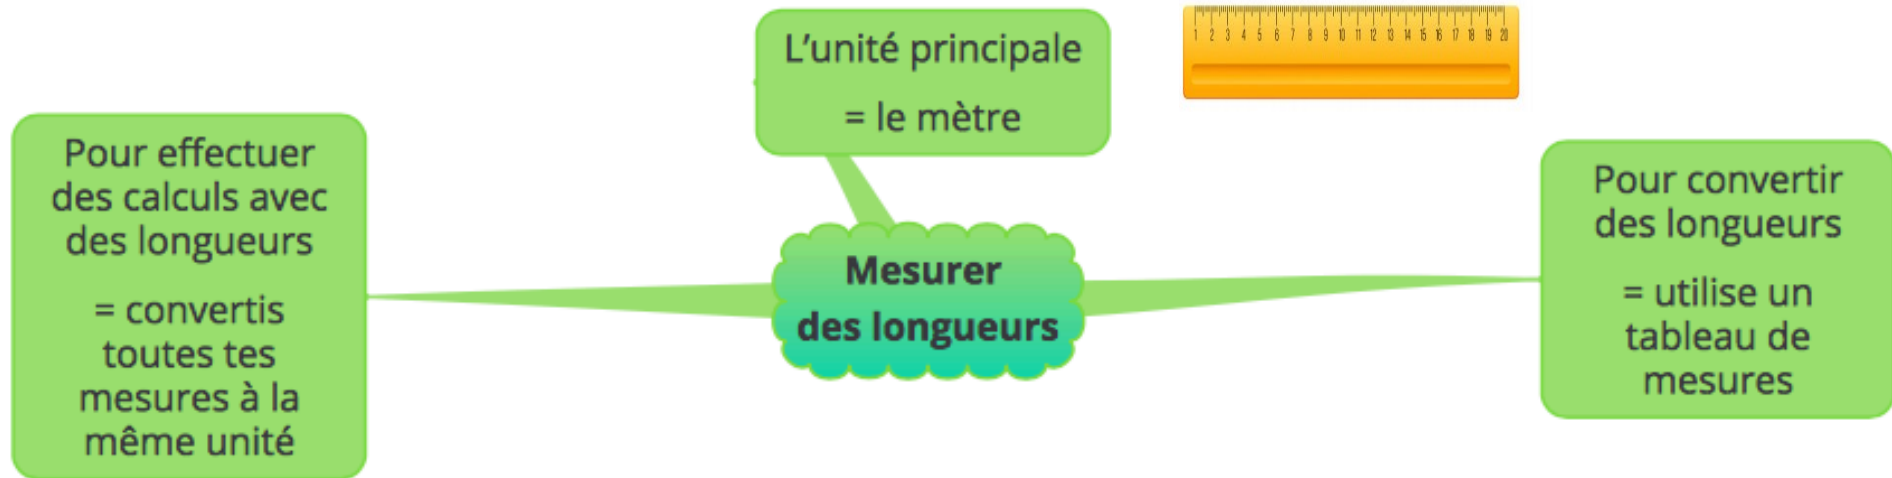 L'unité principale
= le mètre
1 2 3 4 5 6 7 8 9 10 11 12 13 14 15 16 17 18 19 20
Pour effectuer
des calculs avec
des longueurs
= convertis
toutes tes
mesures à la
même unité
Mesurer
des longueurs
Pour convertir
des longueurs
= utilise un
tableau de
mesures